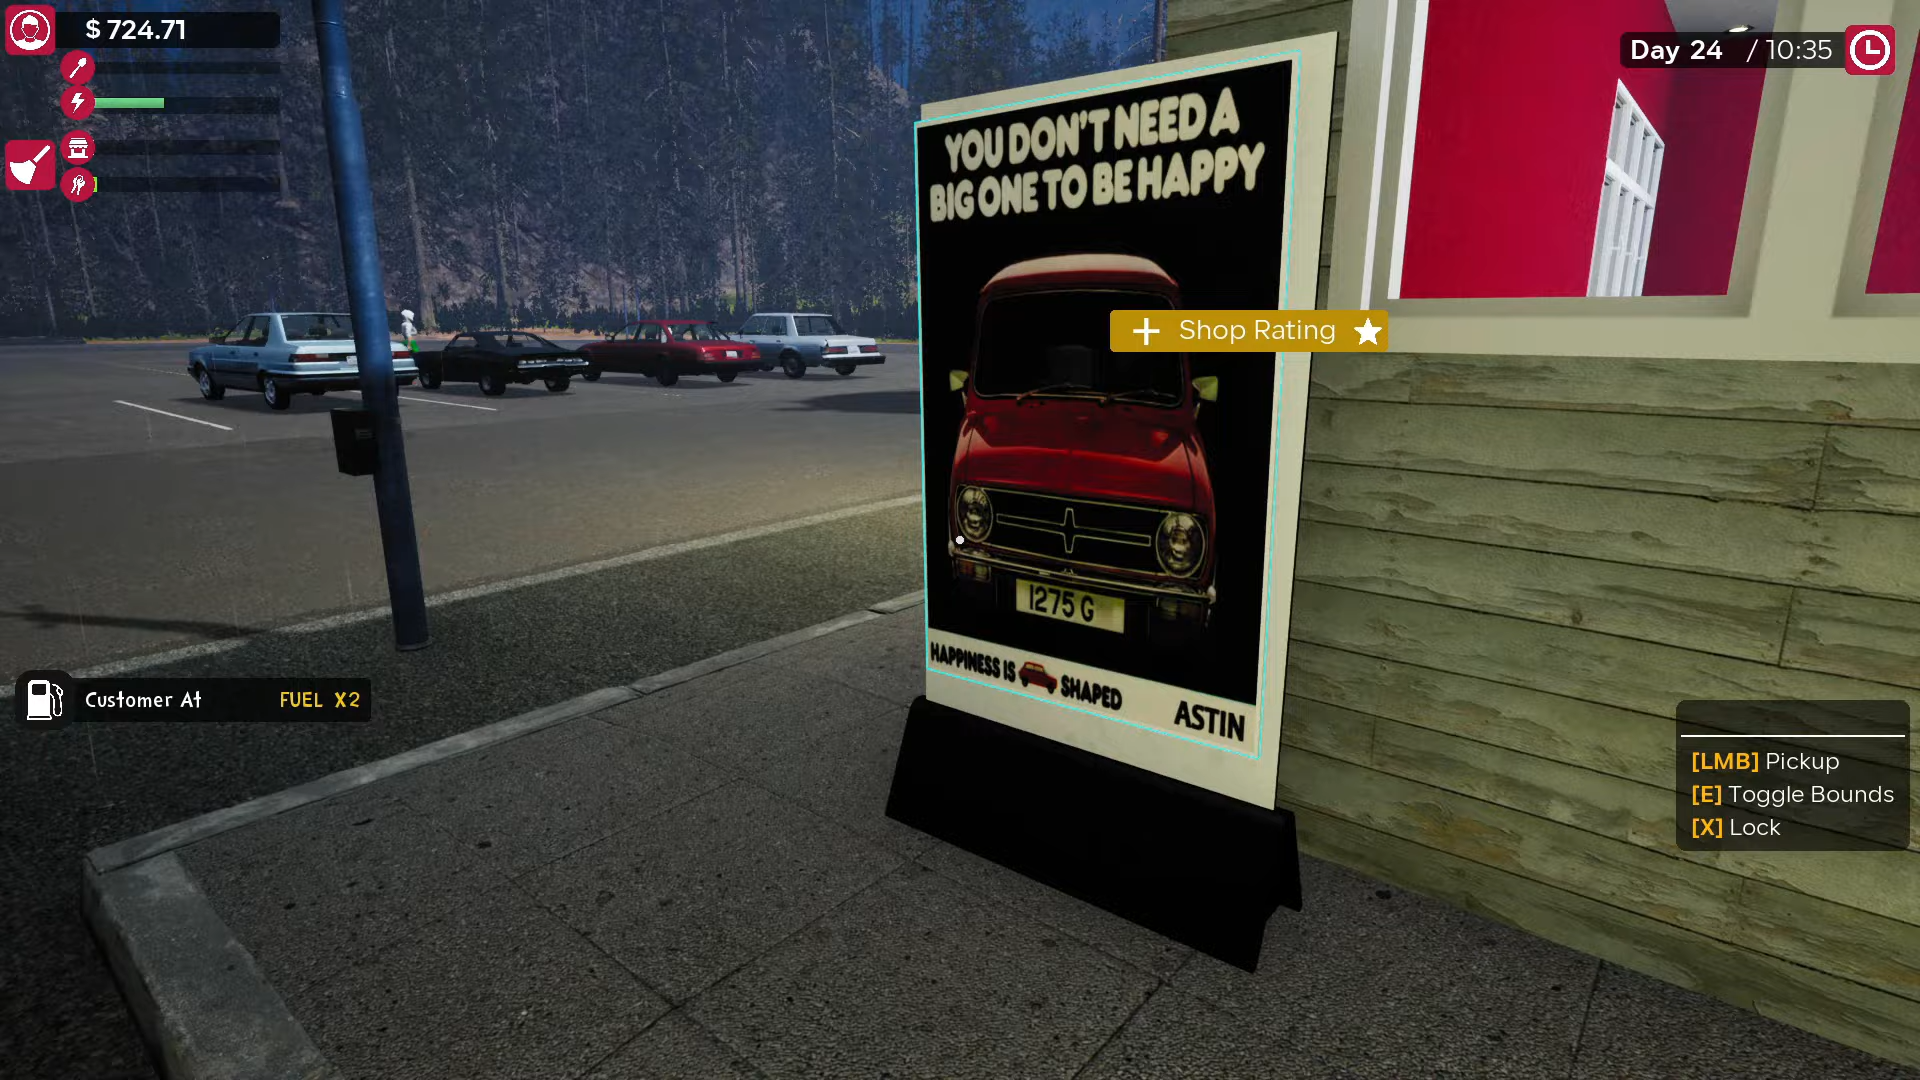 $ 724.71
Day 24 / 10:35
YOU DON'T NEED A
BIG ONE TO BE HAPPY
+ Shop Rating
1275 G
HAPPINESS IS SHAPED
ASTIN
Customer At FUEL X2
[LMB] Pickup
[E] Toggle Bounds
[X] Lock